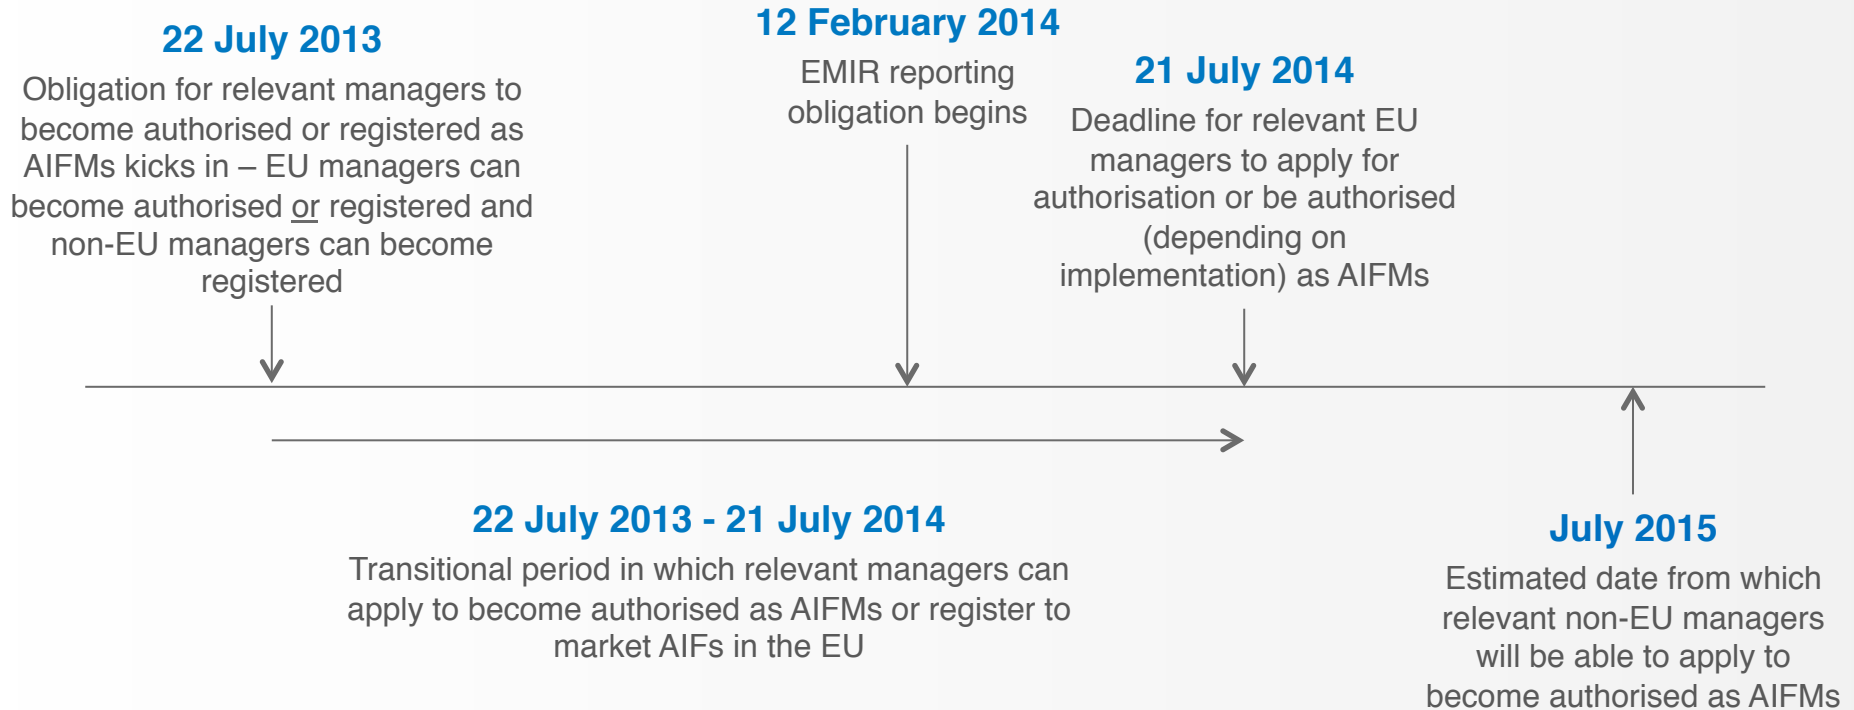 22 July 2013
Obligation for relevant managers to
become authorised or registered as
AIFMs kicks in – EU managers can
become authorised or registered and
non-EU managers can become
registered
12 February 2014
EMIR reporting
obligation begins
21 July 2014
Deadline for relevant EU
managers to apply for
authorisation or be authorised
(depending on
implementation) as AIFMs
22 July 2013 - 21 July 2014
Transitional period in which relevant managers can
apply to become authorised as AIFMs or register to
market AIFs in the EU
July 2015
Estimated date from which
relevant non-EU managers
will be able to apply to
become authorised as AIFMs